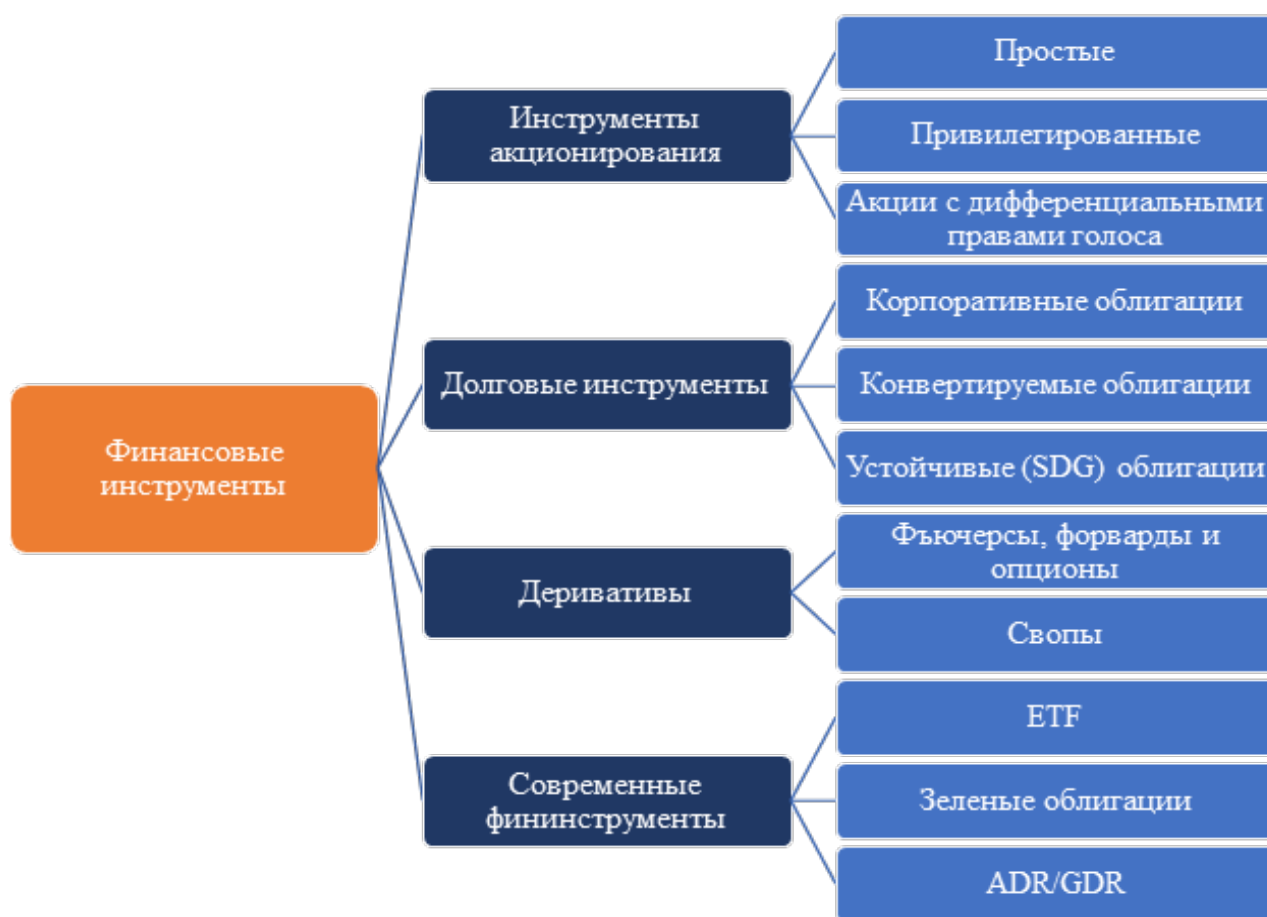 Финансовые
инструменты
Инструменты
акционирования
Простые
Привилегированные
Акции с дифференциальными
правами голоса
Долговые инструменты
Корпоративные облигации
Конвертируемые облигации
Устойчивые (SDG) облигации
Деривативы
Фъючерсы, форварды и
опционы
Свопы
Современные
фининструменты
ETF
Зеленые облигации
ADR/GDR